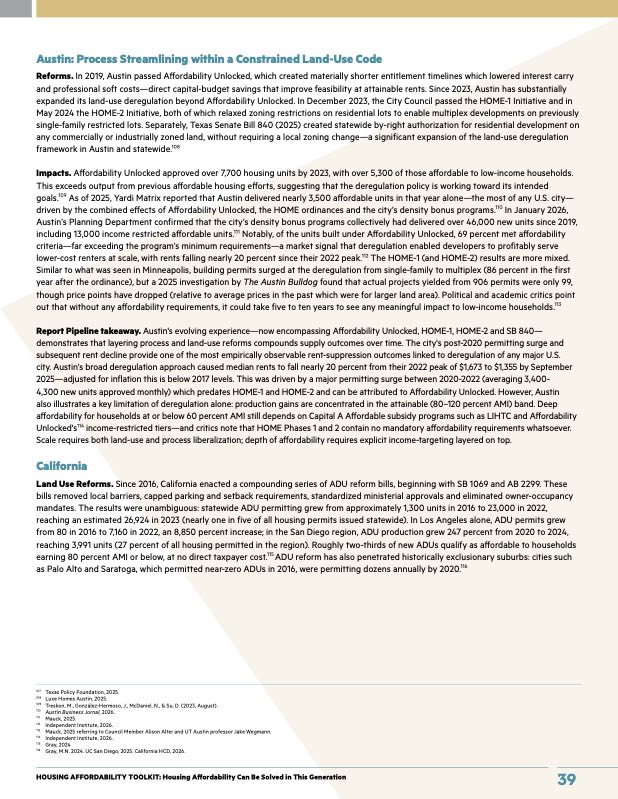 Austin: Process Streamlining within a Constrained Land-Use Code
Reforms. In 2019, Austin passed Affordability Unlocked, which created materially shorter entitlement timelines which lowered interest carry
and professional soft costs—direct capital-budget savings that improve feasibility at attainable rents. Since 2023, Austin has substantially
expanded its land-use deregulation beyond Affordability Unlocked. In December 2023, the City Council passed the HOME-1 Initiative and in
May 2024 the HOME-2 Initiative, both of which relaxed zoning restrictions on residential lots to enable multiplex developments on previously
single-family restricted lots. Separately, Texas Senate Bill 840 (2025) created statewide by-right authorization for residential development on
any commercially or industrially zoned land, without requiring a local zoning change—a significant expansion of the land-use deregulation
framework in Austin and statewide.¹⁰⁸
Impacts. Affordability Unlocked approved over 7,700 housing units by 2023, with over 5,300 of those affordable to low-income households.
This exceeds output from previous affordable housing efforts, suggesting that the deregulation policy is working toward its intended
goals.¹⁰⁹ As of 2025, Yardi Matrix reported that Austin delivered nearly 3,500 affordable units in that year alone—the most of any U.S. city—
driven by the combined effects of Affordability Unlocked, the HOME ordinances and the city's density bonus programs.¹¹⁰ In January 2026,
Austin's Planning Department confirmed that the city's density bonus programs collectively had delivered over 46,000 new units since 2019,
including 13,000 income restricted affordable units.¹¹¹ Notably, of the units built under Affordability Unlocked, 69 percent met affordability
criteria—far exceeding the program's minimum requirements—a market signal that deregulation enabled developers to profitably serve
lower-cost renters at scale, with rents falling nearly 20 percent since their 2022 peak.¹¹² The HOME-1 (and HOME-2) results are more mixed.
Similar to what was seen in Minneapolis, building permits surged at the deregulation from single-family to multiplex (86 percent in the first
year after the ordinance), but a 2025 investigation by The Austin Bulldog found that actual projects yielded from 906 permits were only 99,
though price points have dropped (relative to average prices in the past which were for larger land area). Political and academic critics point
out that without any affordability requirements, it could take five to ten years to see any meaningful impact to low-income households.¹¹³
Report Pipeline takeaway. Austin's evolving experience—now encompassing Affordability Unlocked, HOME-1, HOME-2 and SB 840—
demonstrates that layering process and land-use reforms compounds supply outcomes over time. The city's post-2020 permitting surge and
subsequent rent decline provide one of the most empirically observable rent-suppression outcomes linked to deregulation of any major U.S.
city. Austin's broad deregulation approach caused median rents to fall nearly 20 percent from their 2022 peak of $1,673 to $1,355 by September
2025—adjusted for inflation this is below 2017 levels. This was driven by a major permitting surge between 2020-2022 (averaging 3,400-
4,300 new units approved monthly) which predates HOME-1 and HOME-2 and can be attributed to Affordability Unlocked. However, Austin
also illustrates a key limitation of deregulation alone: production gains are concentrated in the attainable (80–120 percent AMI) band. Deep
affordability for households at or below 60 percent AMI still depends on Capital A Affordable subsidy programs such as LIHTC and Affordability
Unlocked's¹¹⁴ income-restricted tiers—and critics note that HOME Phases 1 and 2 contain no mandatory affordability requirements whatsoever.
Scale requires both land-use and process liberalization; depth of affordability requires explicit income-targeting layered on top.
California
Land Use Reforms. Since 2016, California enacted a compounding series of ADU reform bills, beginning with SB 1069 and AB 2299. These
bills removed local barriers, capped parking and setback requirements, standardized ministerial approvals and eliminated owner-occupancy
mandates. The results were unambiguous: statewide ADU permitting grew from approximately 1,300 units in 2016 to 23,000 in 2022,
reaching an estimated 26,924 in 2023 (nearly one in five of all housing permits issued statewide). In Los Angeles alone, ADU permits grew
from 80 in 2016 to 7,160 in 2022, an 8,850 percent increase; in the San Diego region, ADU production grew 247 percent from 2020 to 2024,
reaching 3,991 units (27 percent of all housing permitted in the region). Roughly two-thirds of new ADUs qualify as affordable to households
earning 80 percent AMI or below, at no direct taxpayer cost.¹¹⁵ ADU reform has also penetrated historically exclusionary suburbs: cities such
as Palo Alto and Saratoga, which permitted near-zero ADUs in 2016, were permitting dozens annually by 2020.¹¹⁶
¹⁰⁷ Texas Policy Foundation, 2025.
¹⁰⁸ Luxe Homes Austin, 2025.
¹⁰⁹ Treskon, M., González-Hermoso, J., McDaniel, N., & Su, D. (2023, August).
¹¹⁰ Austin Business Jornal, 2026.
¹¹¹ Mauck, 2025.
¹¹² Independent Institute, 2026.
¹¹³ Mauck, 2025 referring to Council Member Alison Alter and UT Austin professor Jake Wegmann.
¹¹⁴ Independent Institute, 2026.
¹¹⁵ Gray, 2024.
¹¹⁶ Gray, M.N. 2024. UC San Diego, 2025. California HCD, 2026.
HOUSING AFFORDABILITY TOOLKIT: Housing Affordability Can Be Solved in This Generation
39